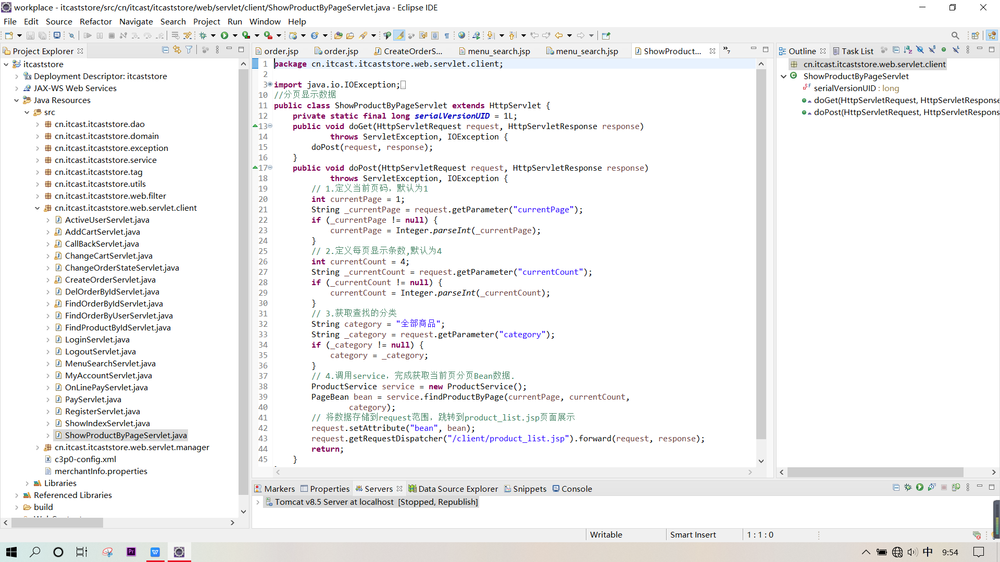 workplace - itcaststore/src/cn/itcast/itcaststore/web/servlet/client/ShowProductByPageServlet.java - Eclipse IDE
File Edit Source Refactor Navigate Search Project Run Window Help
Project Explorer
itcaststore
Deployment Descriptor: itcaststore
JAX-WS Web Services
Java Resources
src
cn.itcast.itcaststore.dao
cn.itcast.itcaststore.domain
cn.itcast.itcaststore.exception
cn.itcast.itcaststore.service
cn.itcast.itcaststore.tag
cn.itcast.itcaststore.utils
cn.itcast.itcaststore.web.filter
cn.itcast.itcaststore.web.servlet.client
ActiveUserServlet.java
AddCartServlet.java
CallBackServlet.java
ChangeCartServlet.java
ChangeOrderStateServlet.java
CreateOrderServlet.java
DelOrderByIdServlet.java
FindOrderByIdServlet.java
FindOrderByUserServlet.java
FindProductByIdServlet.java
LoginServlet.java
LogoutServlet.java
MenuSearchServlet.java
MyAccountServlet.java
OnLinePayServlet.java
PayServlet.java
RegisterServlet.java
ShowIndexServlet.java
ShowProductByPageServlet.java
cn.itcast.itcaststore.web.servlet.manager
c3p0-config.xml
merchantInfo.properties
Libraries
Referenced Libraries
build
order.jsp order.jsp CreateOrderS... menu_search.jsp menu_search.jsp ShowProduct... »7
1 package cn.itcast.itcaststore.web.servlet.client;
2
3 import java.io.IOException;
10 //分页显示数据
11 public class ShowProductByPageServlet extends HttpServlet {
12 private static final long serialVersionUID = 1L;
13 public void doGet(HttpServletRequest request, HttpServletResponse response)
14 throws ServletException, IOException {
15 doPost(request, response);
16 }
17 public void doPost(HttpServletRequest request, HttpServletResponse response)
18 throws ServletException, IOException {
19 // 1.定义当前页码，默认为1
20 int currentPage = 1;
21 String _currentPage = request.getParameter("currentPage");
22 if (_currentPage != null) {
23 currentPage = Integer.parseInt(_currentPage);
24 }
25 // 2.定义每页显示条数,默认为4
26 int currentCount = 4;
27 String _currentCount = request.getParameter("currentCount");
28 if (_currentCount != null) {
29 currentCount = Integer.parseInt(_currentCount);
30 }
31 // 3.获取查找的分类
32 String category = "全部商品";
33 String _category = request.getParameter("category");
34 if (_category != null) {
35 category = _category;
36 }
37 // 4.调用service，完成获取当前页分页Bean数据.
38 ProductService service = new ProductService();
39 PageBean bean = service.findProductByPage(currentPage, currentCount,
40 category);
41 // 将数据存储到request范围，跳转到product_list.jsp页面展示
42 request.setAttribute("bean", bean);
43 request.getRequestDispatcher("/client/product_list.jsp").forward(request, response);
44 return;
45 }
Outline Task List
cn.itcast.itcaststore.web.servlet.client
ShowProductByPageServlet
serialVersionUID : long
doGet(HttpServletRequest, HttpServletResponse
doPost(HttpServletRequest, HttpServletRespons
Markers Properties Servers Data Source Explorer Snippets Console
Tomcat v8.5 Server at localhost [Stopped, Republish]
Writable Smart Insert 1 : 1 : 0
中 9:54